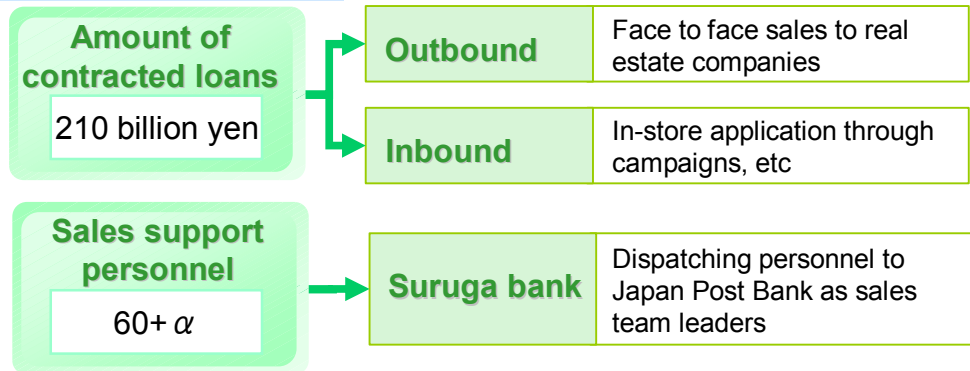 Amount of
contracted loans
210 billion yen
Outbound
Face to face sales to real
estate companies
Inbound
In-store application through
campaigns, etc
Sales support
personnel
60+α
Suruga bank
Dispatching personnel to
Japan Post Bank as sales
team leaders